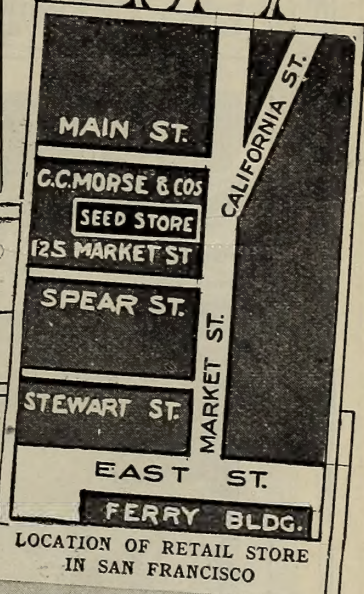 MAIN ST.
CALIFORNIA ST.
C.C. MORSE & COS
SEED STORE
125 MARKET ST
SPEAR ST.
MARKET ST.
STEWART ST.
EAST ST.
FERRY BLDG.
LOCATION OF RETAIL STORE
IN SAN FRANCISCO